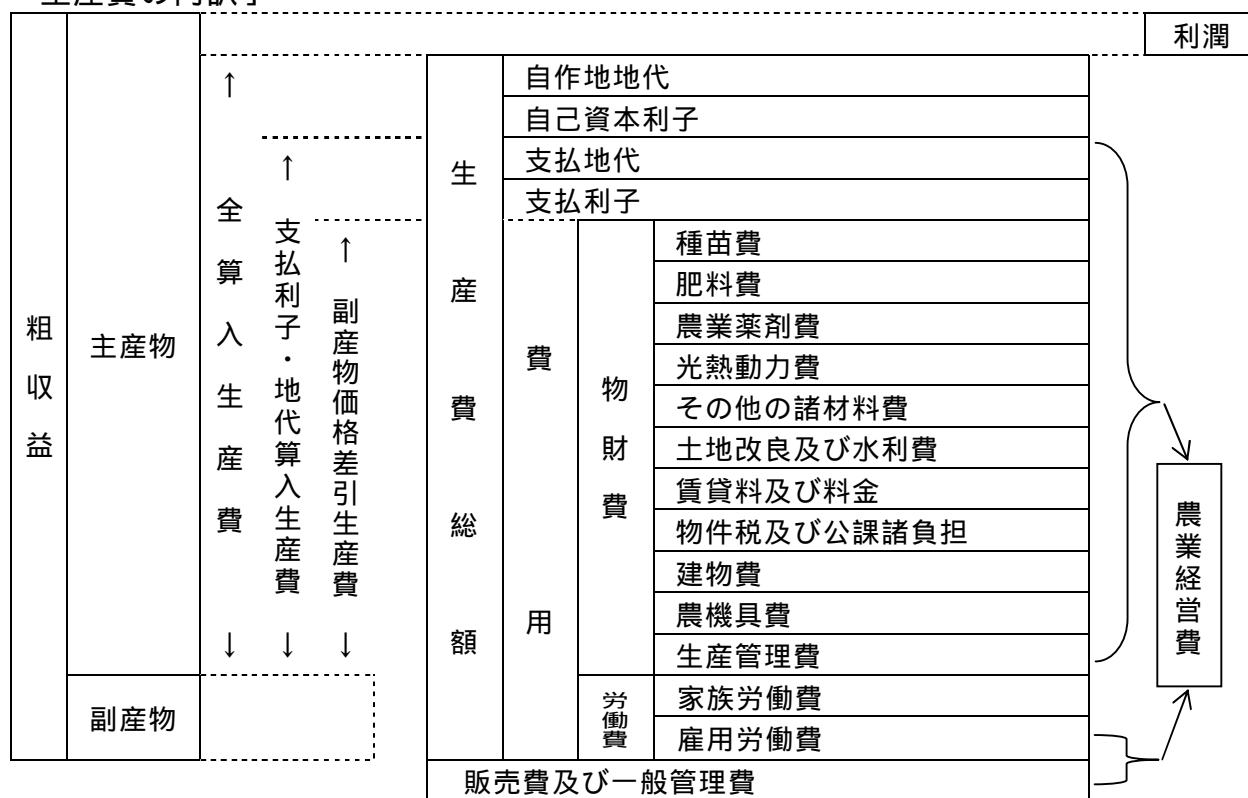 利潤
自作地地代
自己資本利子
支払地代
支払利子
種苗費
肥料費
農業薬剤費
光熱動力費
その他の諸材料費
土地改良及び水利費
賃貸料及び料金
物件税及び公課諸負担
建物費
農機具費
生産管理費
家族労働費
雇用労働費
販売費及び一般管理費
粗収益
主産物
副産物
↑全算入生産費↓
↑支払利子・地代算入生産費↓
↑副産物価格差引生産費↓
生産費総額
費用
物財費
労働費
農業経営費